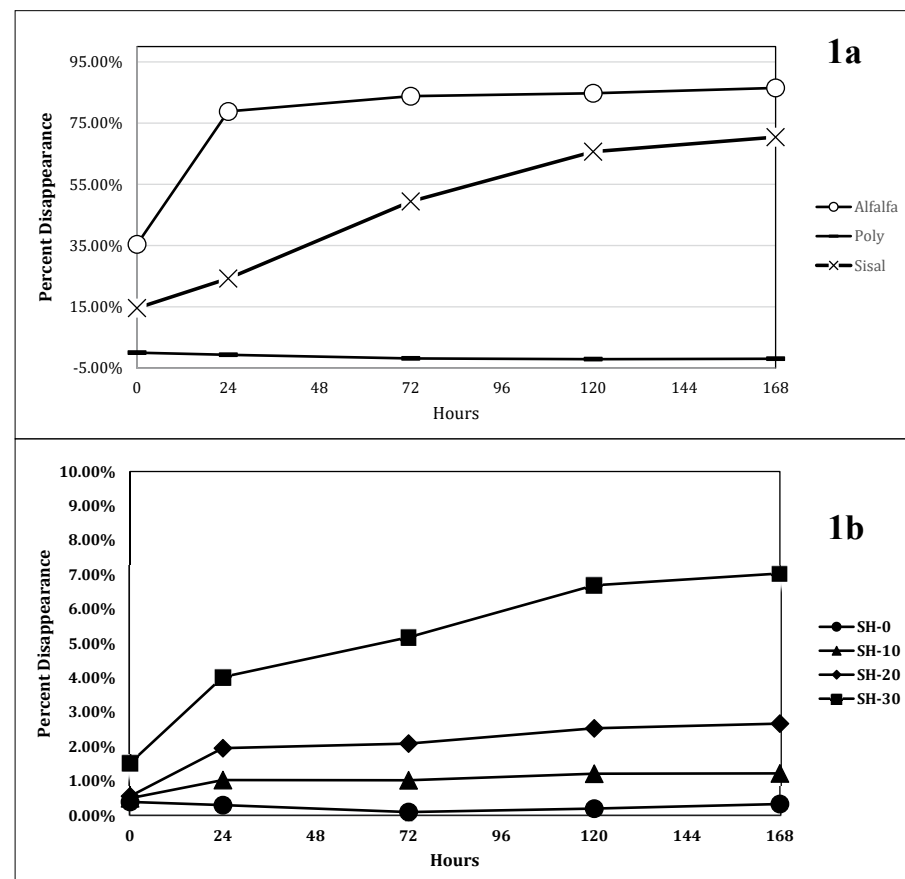 1a
Percent Disappearance
95.00%
75.00%
55.00%
35.00%
15.00%
-5.00%
0 24 48 72 96 120 144 168
Hours
Alfalfa
Poly
Sisal
1b
Percent Disappearance
10.00%
9.00%
8.00%
7.00%
6.00%
5.00%
4.00%
3.00%
2.00%
1.00%
0.00%
0 24 48 72 96 120 144 168
Hours
SH-0
SH-10
SH-20
SH-30